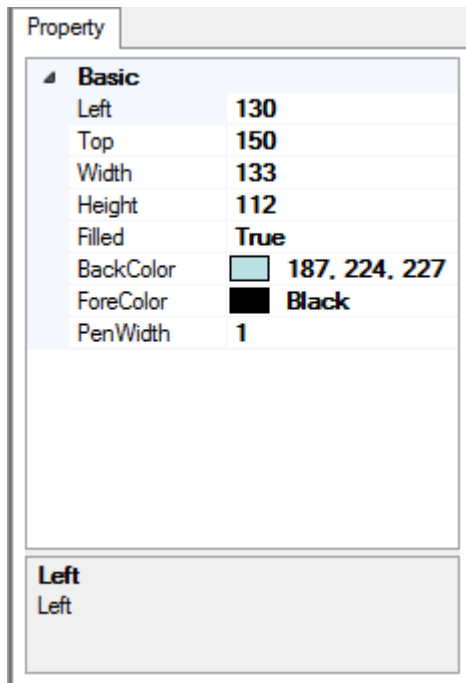 Property
Basic
Left 130
Top 150
Width 133
Height 112
Filled True
BackColor 187, 224, 227
ForeColor Black
PenWidth 1
Left
Left